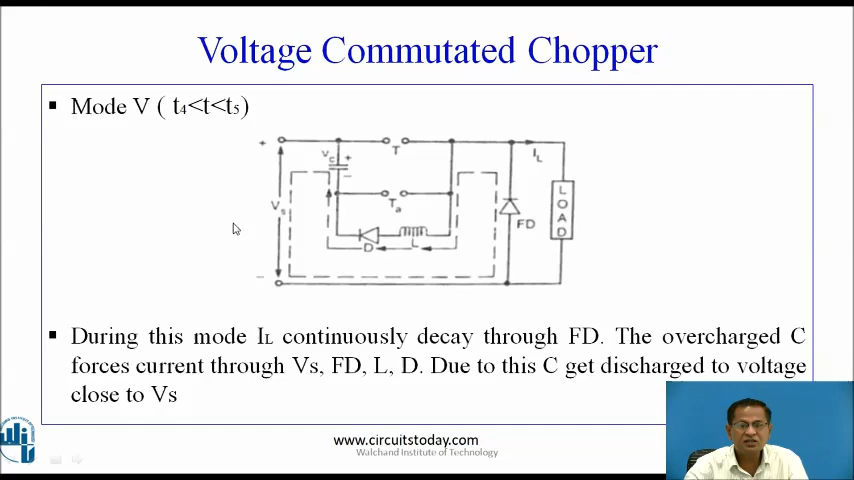 Voltage Commutated Chopper
▪ Mode V ( t4<t<t5)
+
T
IL
Vc
+
−
LOAD
Ta
Vs
FD
D
L
−
▪ During this mode IL continuously decay through FD. The overcharged C
forces current through Vs, FD, L, D. Due to this C get discharged to voltage
close to Vs
www.circuitstoday.com
Walchand Institute of Technology